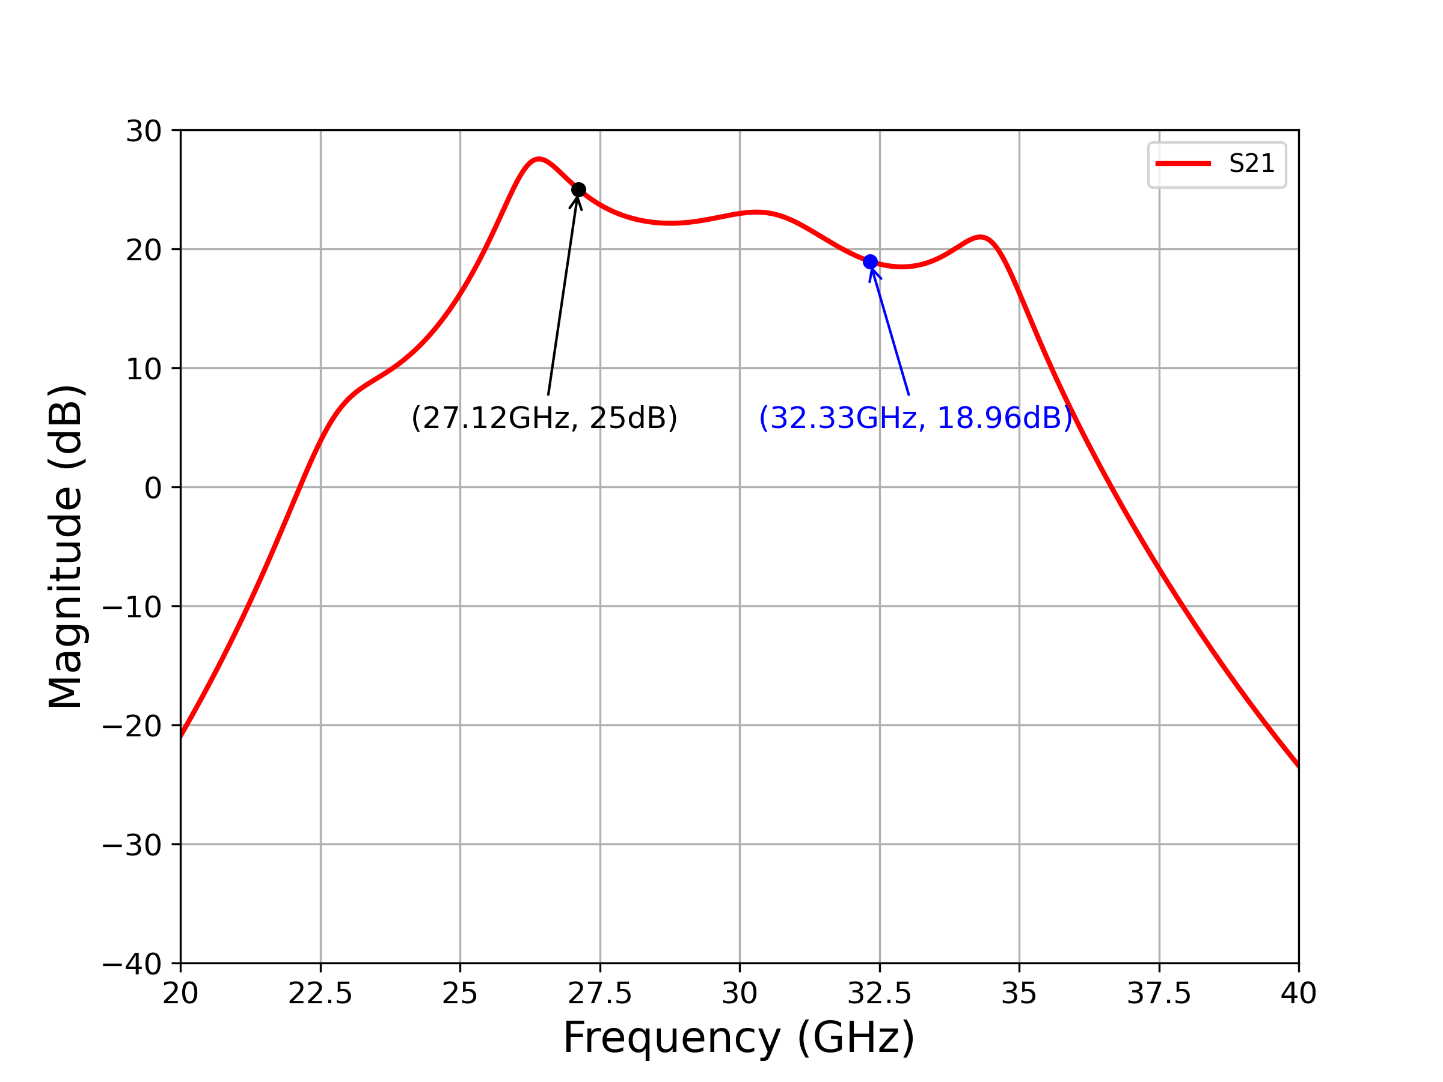 30
20
10
0
−10
−20
−30
−40
Magnitude (dB)
S21
(27.12GHz, 25dB)
(32.33GHz, 18.96dB)
20 22.5 25 27.5 30 32.5 35 37.5 40
Frequency (GHz)